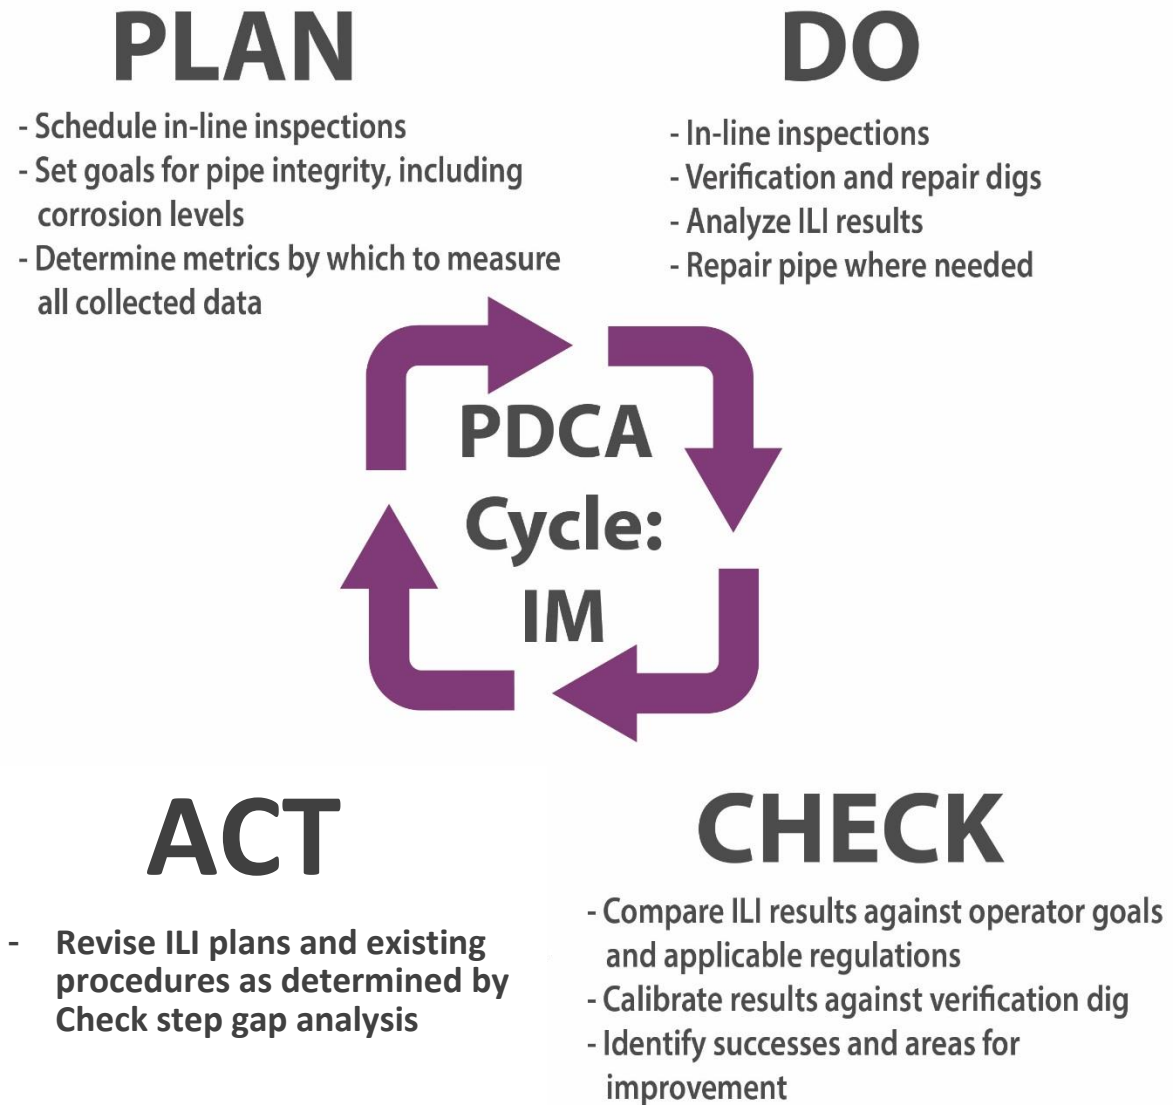 PLAN
- Schedule in-line inspections
- Set goals for pipe integrity, including
corrosion levels
- Determine metrics by which to measure
all collected data
DO
- In-line inspections
- Verification and repair digs
- Analyze ILI results
- Repair pipe where needed
PDCA
Cycle:
IM
ACT
- Revise ILI plans and existing
procedures as determined by
Check step gap analysis
CHECK
- Compare ILI results against operator goals
and applicable regulations
- Calibrate results against verification dig
- Identify successes and areas for
improvement